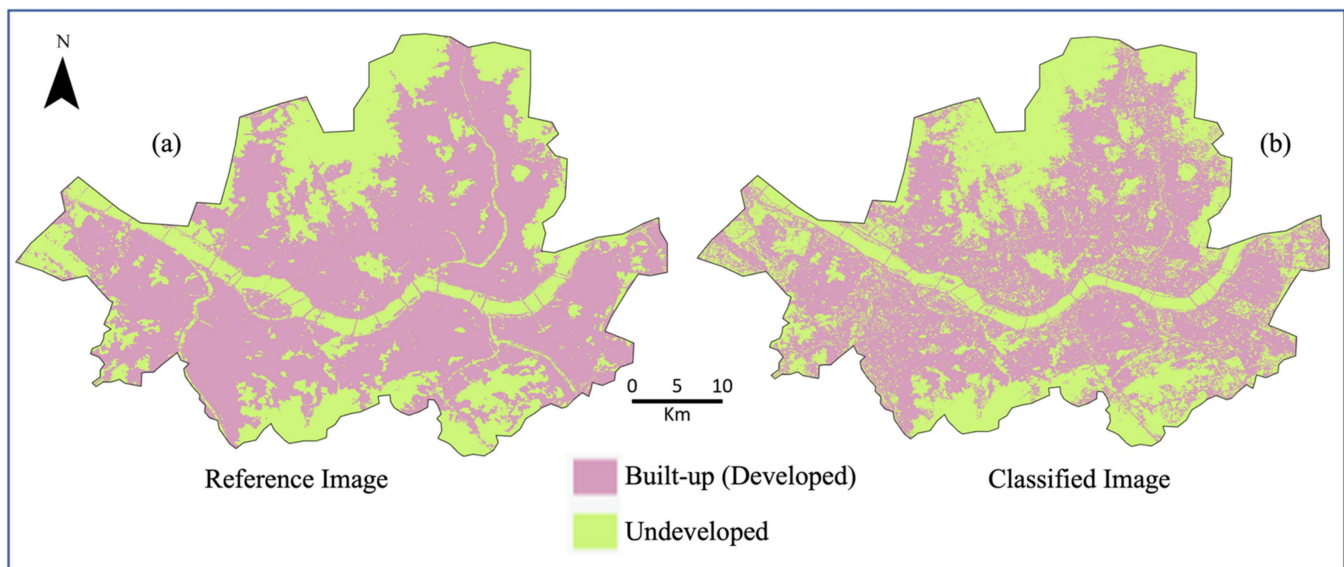 N
(a)
(b)
0 5 10
Km
Reference Image
Built-up (Developed)
Classified Image
Undeveloped